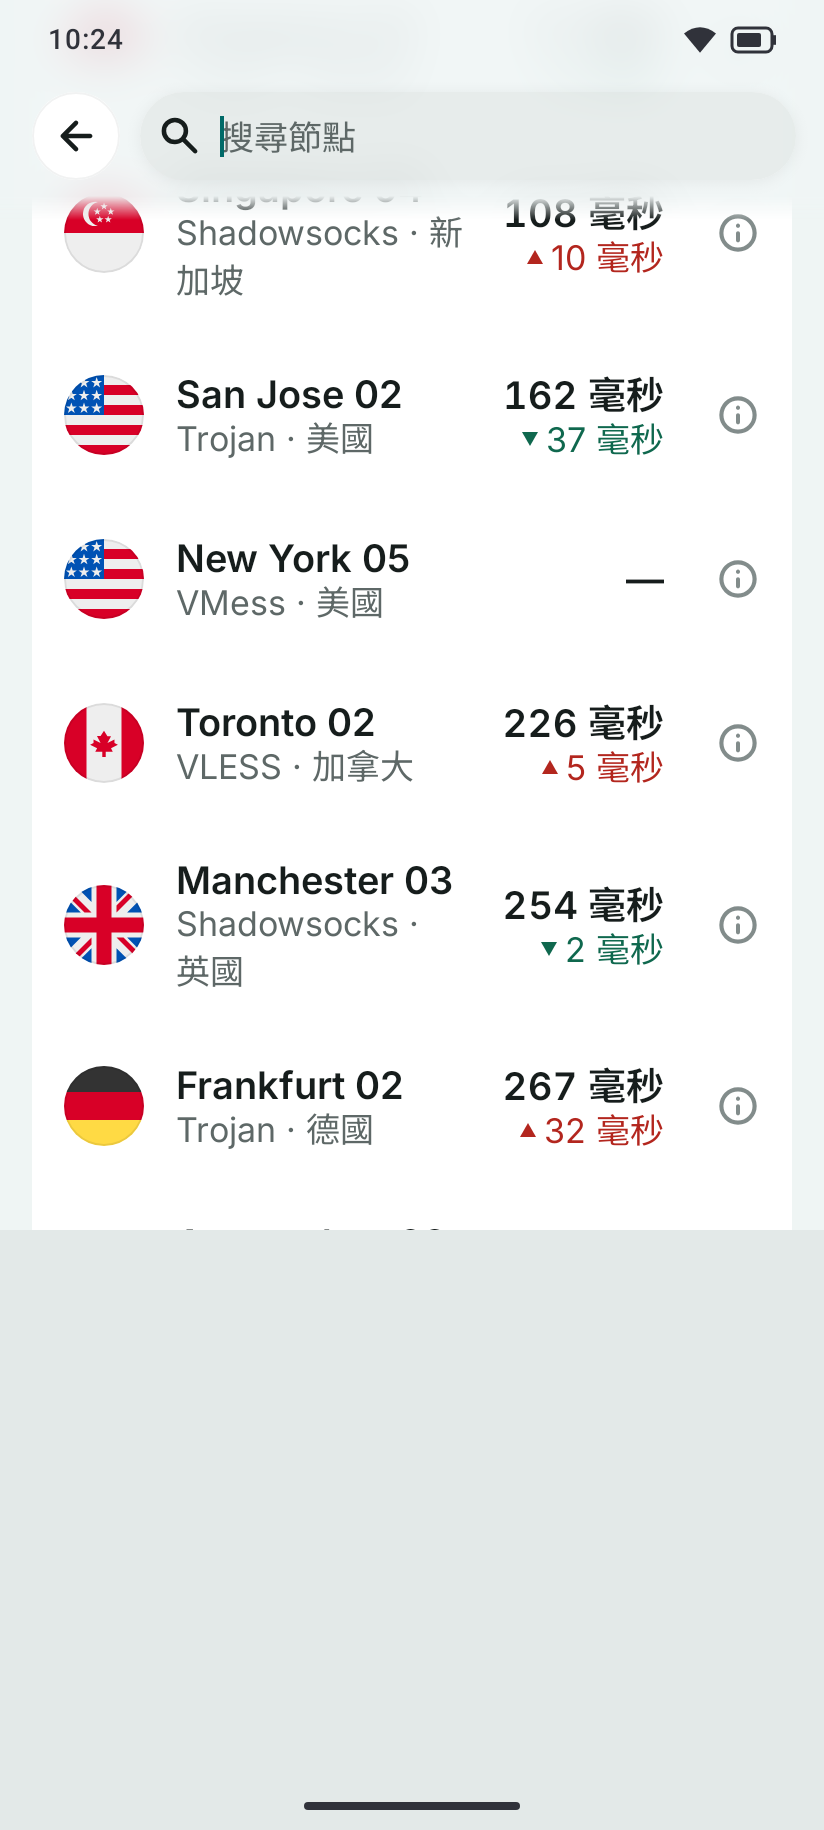 10:24
搜尋節點
108 毫秒
Shadowsocks · 新
加坡
▲10 毫秒
San Jose 02
162 毫秒
Trojan · 美國
▼37 毫秒
New York 05
VMess · 美國
—
Toronto 02
226 毫秒
VLESS · 加拿大
▲5 毫秒
Manchester 03
Shadowsocks ·
英國
254 毫秒
▼2 毫秒
Frankfurt 02
267 毫秒
Trojan · 德國
▲32 毫秒